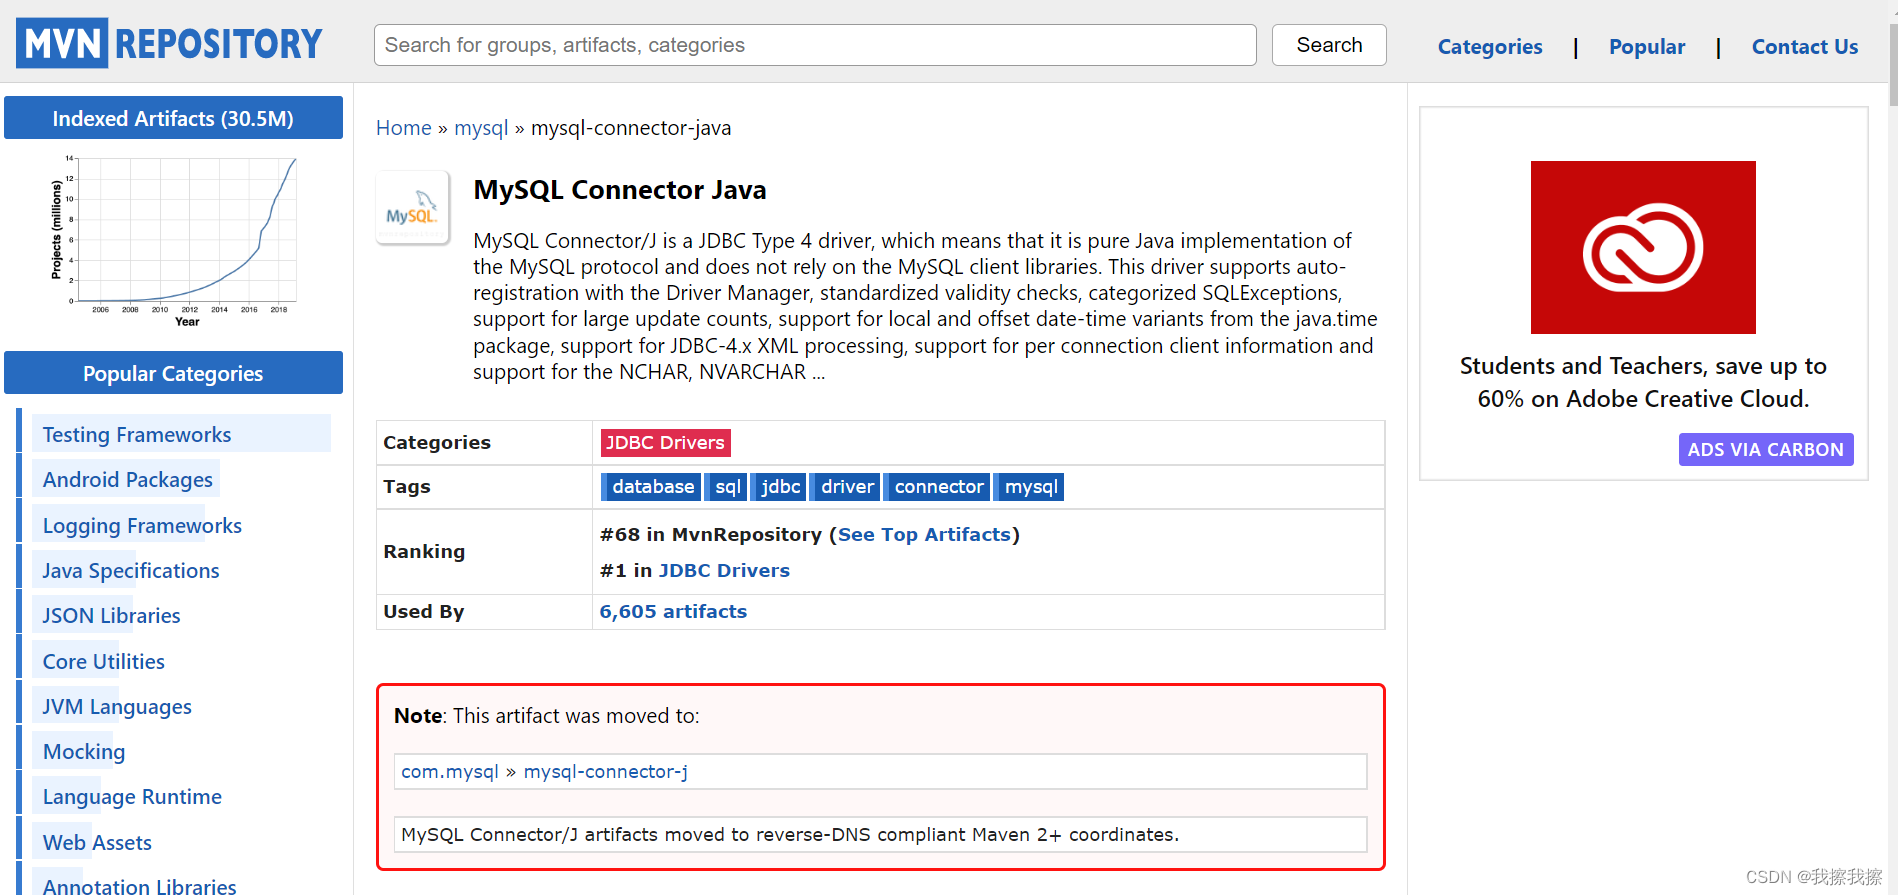 MVN REPOSITORY
Search for groups, artifacts, categories
Search
Categories | Popular | Contact Us
Indexed Artifacts (30.5M)
Projects (millions)
14
12
10
8
6
4
2
0
2006 2008 2010 2012 2014 2016 2018
Year
Popular Categories
Testing Frameworks
Android Packages
Logging Frameworks
Java Specifications
JSON Libraries
Core Utilities
JVM Languages
Mocking
Language Runtime
Web Assets
Annotation Libraries
Home » mysql » mysql-connector-java
MySQL
MySQL Connector Java
MySQL Connector/J is a JDBC Type 4 driver, which means that it is pure Java implementation of
the MySQL protocol and does not rely on the MySQL client libraries. This driver supports auto-
registration with the Driver Manager, standardized validity checks, categorized SQLExceptions,
support for large update counts, support for local and offset date-time variants from the java.time
package, support for JDBC-4.x XML processing, support for per connection client information and
support for the NCHAR, NVARCHAR ...
Categories JDBC Drivers
Tags database sql jdbc driver connector mysql
Ranking
#68 in MvnRepository (See Top Artifacts)
#1 in JDBC Drivers
Used By 6,605 artifacts
Note: This artifact was moved to:
com.mysql » mysql-connector-j
MySQL Connector/J artifacts moved to reverse-DNS compliant Maven 2+ coordinates.
Students and Teachers, save up to
60% on Adobe Creative Cloud.
ADS VIA CARBON
CSDN @我擦我擦